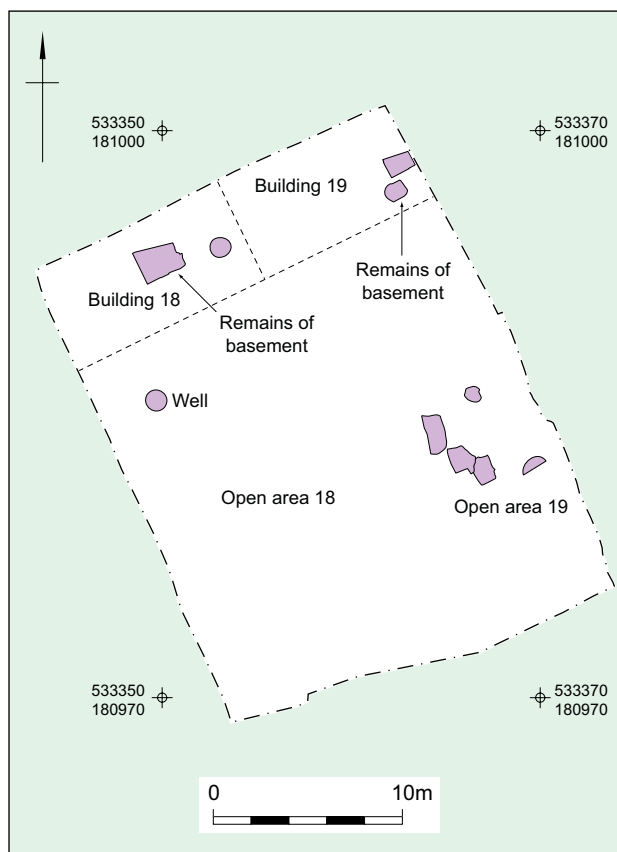 533350
181000
533370
181000
Building 19
Remains of
basement
Building 18
Remains of
basement
Well
Open area 18
Open area 19
533350
180970
533370
180970
0
10m